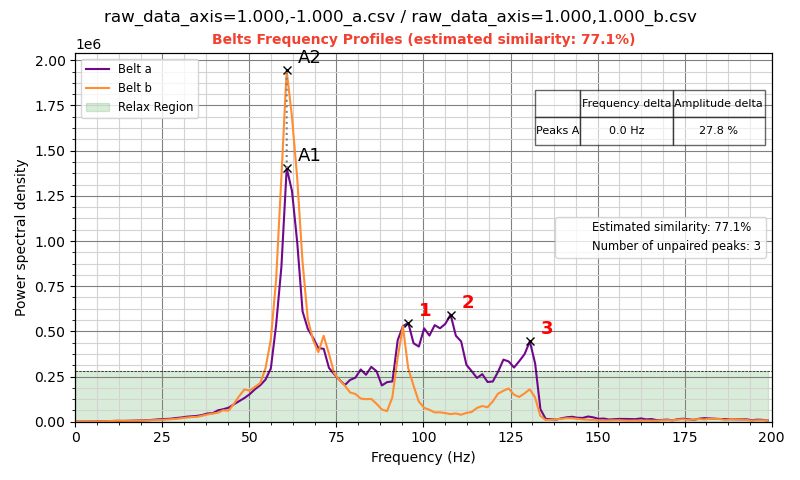 raw_data_axis=1.000,-1.000_a.csv / raw_data_axis=1.000,1.000_b.csv
Belts Frequency Profiles (estimated similarity: 77.1%)
1e6
Belt a
Belt b
Relax Region
A2
A1
1
2
3
Frequency delta Amplitude delta
Peaks A 0.0 Hz 27.8 %
Estimated similarity: 77.1%
Number of unpaired peaks: 3
Power spectral density
2.00
1.75
1.50
1.25
1.00
0.75
0.50
0.25
0.00
0 25 50 75 100 125 150 175 200
Frequency (Hz)